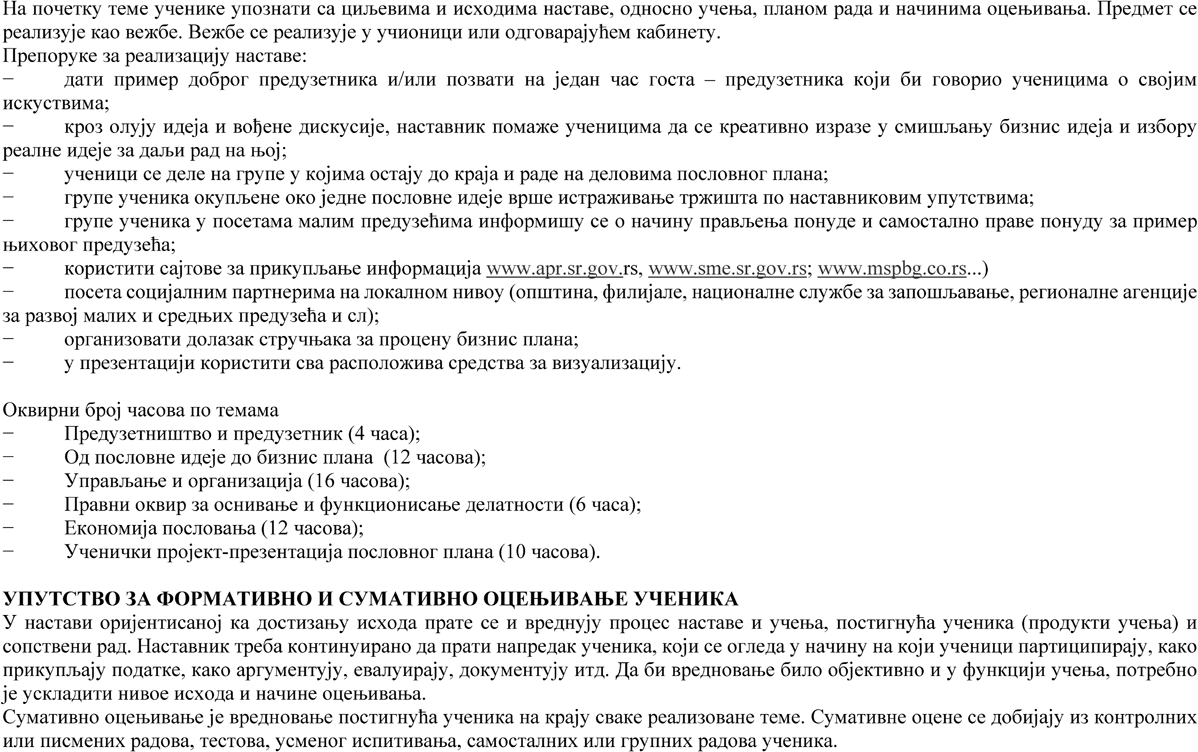 На почетку теме ученике упознати са циљевима и исходима наставе, односно учења, планом рада и начинима оцењивања. Предмет се
реализује као вежбе. Вежбе се реализује у учионици или одговарајућем кабинету.
Препоруке за реализацију наставе:
− дати пример доброг предузетника и/или позвати на један час госта – предузетника који би говорио ученицима о својим
искуствима;
− кроз олују идеја и вођене дискусије, наставник помаже ученицима да се креативно изразе у смишљању бизнис идеја и избору
реалне идеје за даљи рад на њој;
− ученици се деле на групе у којима остају до краја и раде на деловима пословног плана;
− групе ученика окупљене око једне пословне идеје врше истраживање тржишта по наставниковим упутствима;
− групе ученика у посетама малим предузећима информишу се о начину прављења понуде и самостално праве понуду за пример
њиховог предузећа;
− користити сајтове за прикупљање информација www.apr.sr.gov.rs, www.sme.sr.gov.rs; www.mspbg.co.rs...)
− посета социјалним партнерима на локалном нивоу (општина, филијале, националне службе за запошљавање, регионалне агенције
за развој малих и средњих предузећа и сл);
− организовати долазак стручњака за процену бизнис плана;
− у презентацији користити сва расположива средства за визуализацију.
Оквирни број часова по темама
− Предузетништво и предузетник (4 часа);
− Од пословне идеје до бизнис плана (12 часова);
− Управљање и организација (16 часова);
− Правни оквир за оснивање и функционисање делатности (6 часа);
− Економија пословања (12 часова);
− Ученички пројект-презентација пословног плана (10 часова).
УПУТСТВО ЗА ФОРМАТИВНО И СУМАТИВНО ОЦЕЊИВАЊЕ УЧЕНИКА
У настави оријентисаној ка достизању исхода прате се и вреднују процес наставе и учења, постигнућа ученика (продукти учења) и
сопствени рад. Наставник треба континуирано да прати напредак ученика, који се огледа у начину на који ученици партиципирају, како
прикупљају податке, како аргументују, евалуирају, документују итд. Да би вредновање било објективно и у функцији учења, потребно
је ускладити нивое исхода и начине оцењивања.
Сумативно оцењивање је вредновање постигнућа ученика на крају сваке реализоване теме. Сумативне оцене се добијају из контролних
или писмених радова, тестова, усменог испитивања, самосталних или групних радова ученика.